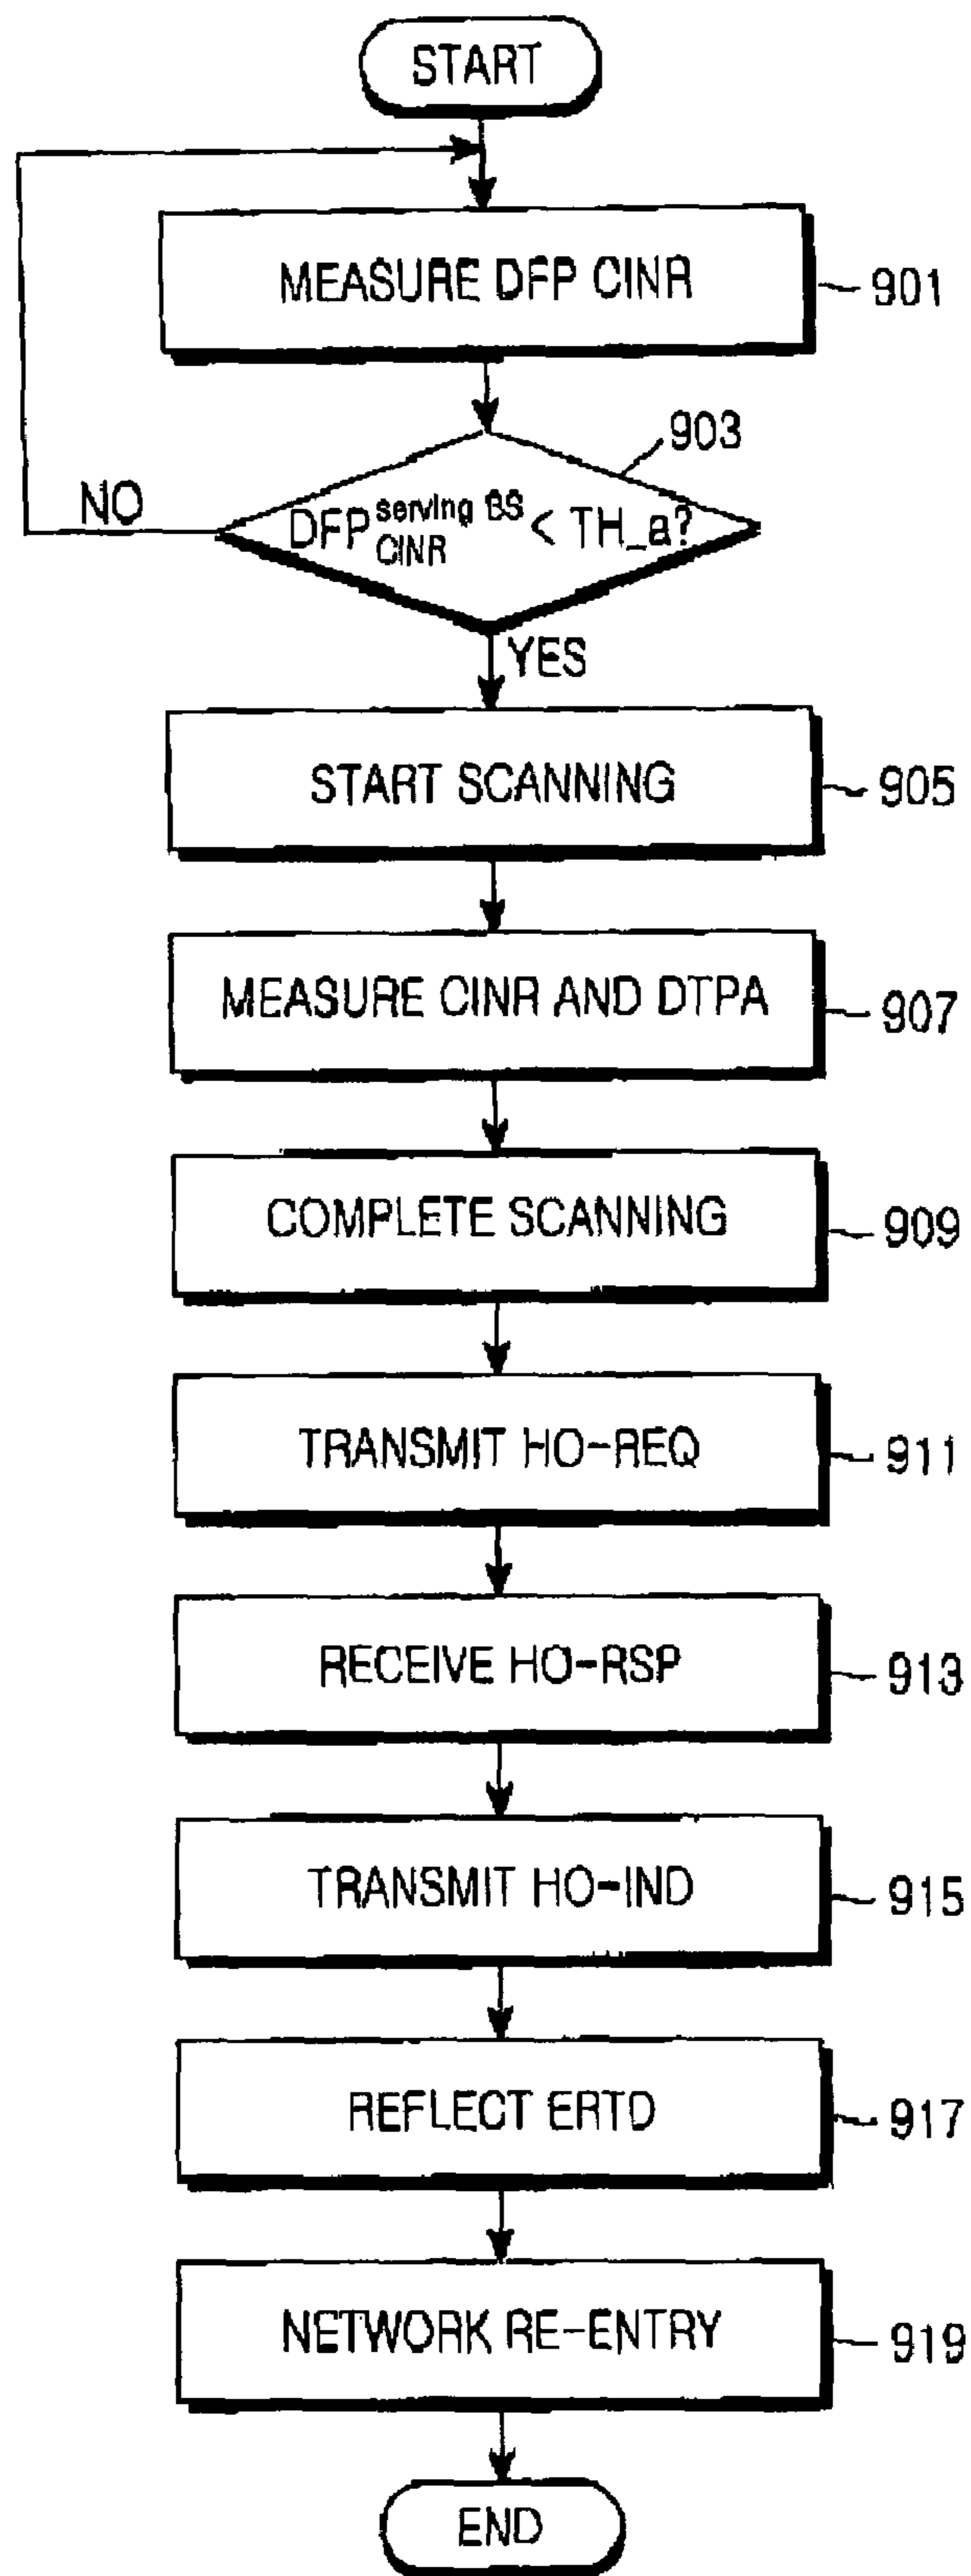 START
MEASURE DFP CINR
901
903
NO
DFP serving BS CINR < TH_a?
YES
START SCANNING
905
MEASURE CINR AND DTPA
907
COMPLETE SCANNING
909
TRANSMIT HO-REQ
911
RECEIVE HO-RSP
913
TRANSMIT HO-IND
915
REFLECT ERTD
917
NETWORK RE-ENTRY
919
END